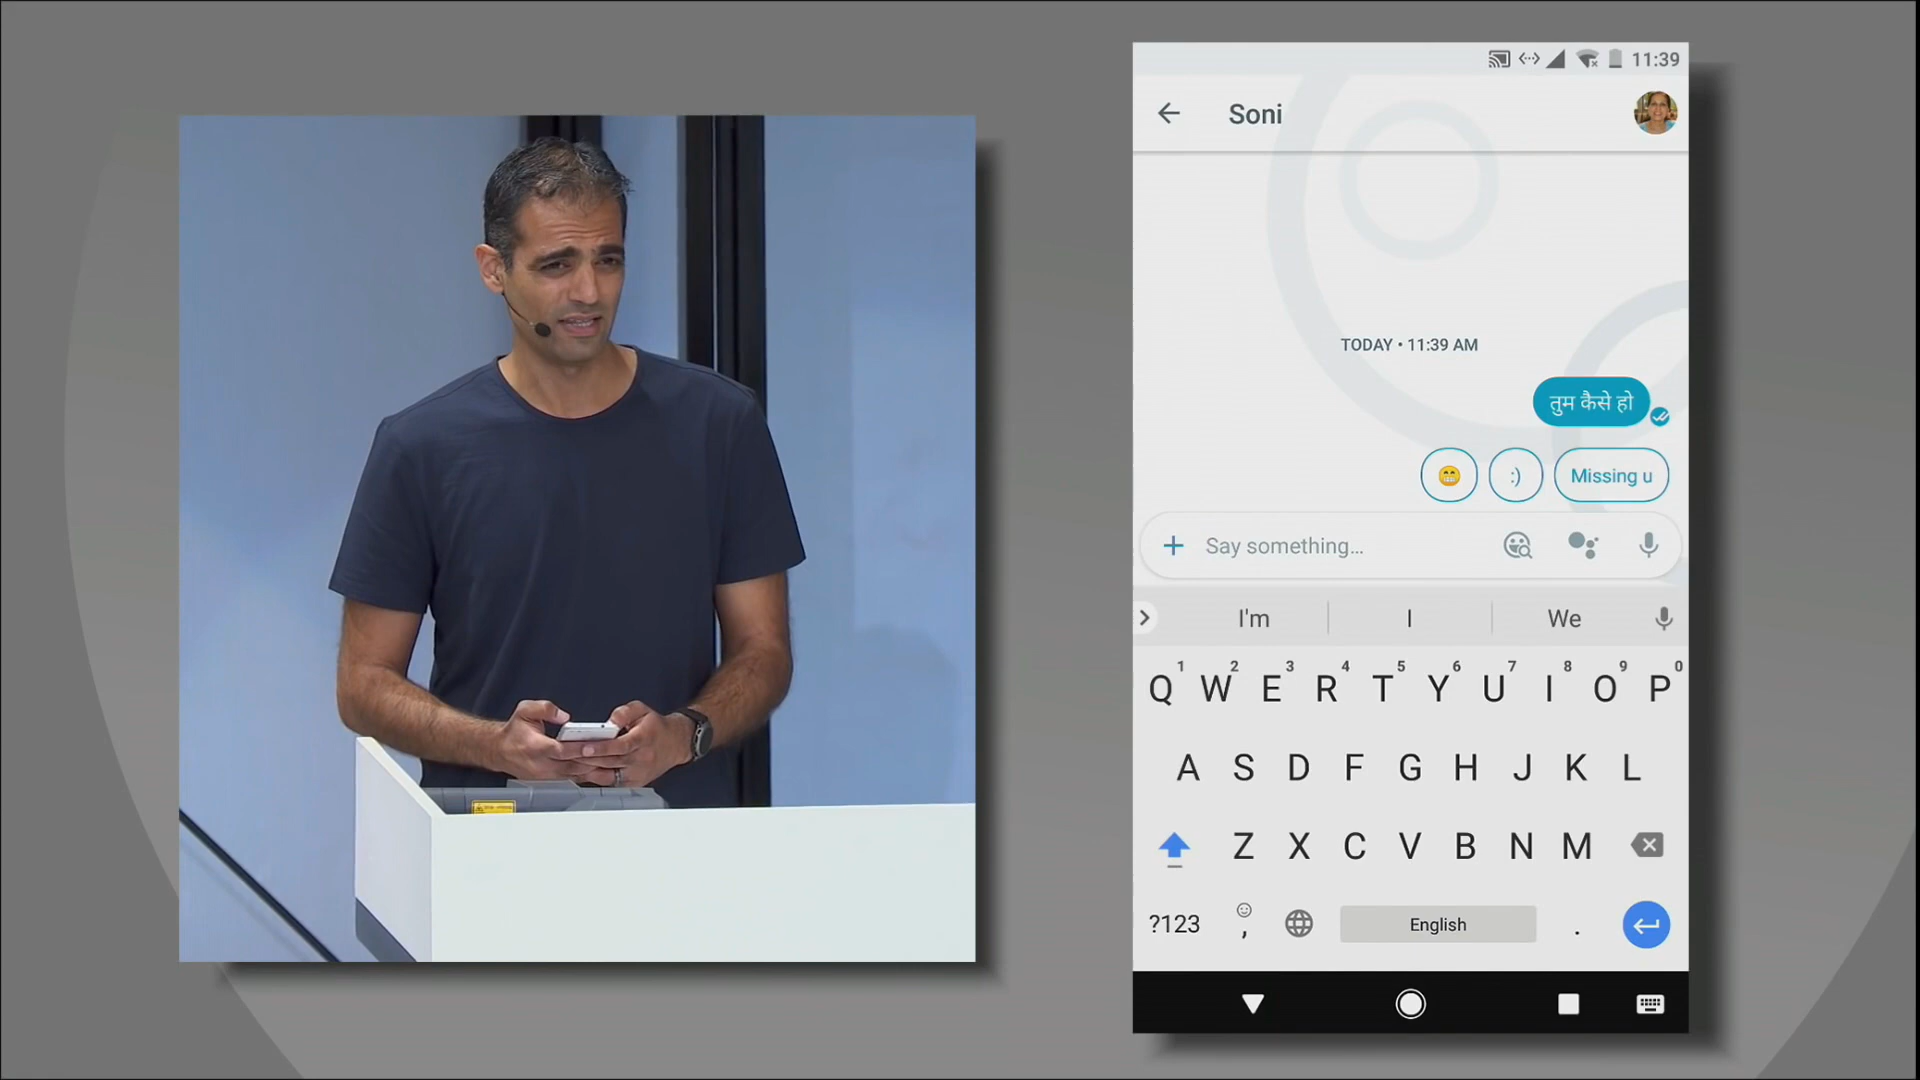 11:39
Soni
TODAY • 11:39 AM
तुम कैसे हो
😁 :) Missing u
Say something...
I'm I We
Q 1 W 2 E 3 R 4 T 5 Y 6 U 7 I 8 O 9 P 0
A S D F G H J K L
Z X C V B N M
?123 , English .